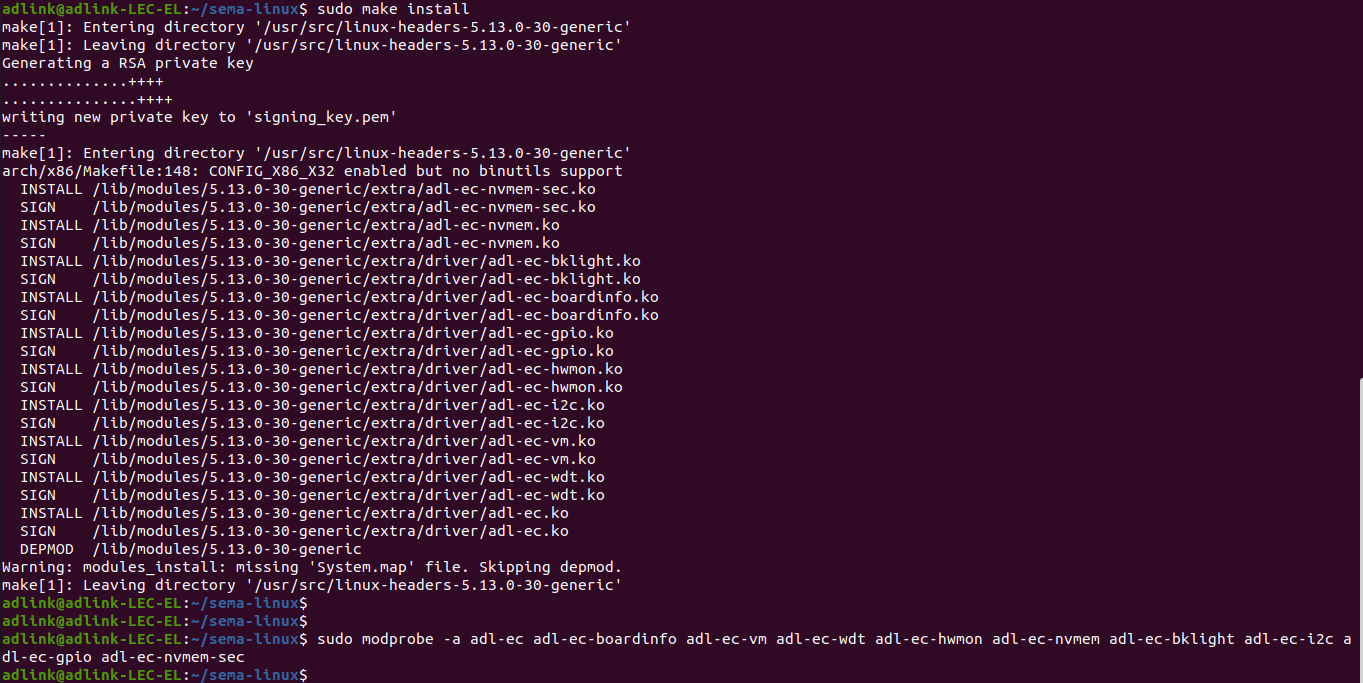 adlink@adlink-LEC-EL:~/sema-linux$ sudo make install
make[1]: Entering directory '/usr/src/linux-headers-5.13.0-30-generic'
make[1]: Leaving directory '/usr/src/linux-headers-5.13.0-30-generic'
Generating a RSA private key
..............++++
...............++++
writing new private key to 'signing_key.pem'
-----
make[1]: Entering directory '/usr/src/linux-headers-5.13.0-30-generic'
arch/x86/Makefile:148: CONFIG_X86_X32 enabled but no binutils support
  INSTALL /lib/modules/5.13.0-30-generic/extra/adl-ec-nvmem-sec.ko
  SIGN    /lib/modules/5.13.0-30-generic/extra/adl-ec-nvmem-sec.ko
  INSTALL /lib/modules/5.13.0-30-generic/extra/adl-ec-nvmem.ko
  SIGN    /lib/modules/5.13.0-30-generic/extra/adl-ec-nvmem.ko
  INSTALL /lib/modules/5.13.0-30-generic/extra/driver/adl-ec-bklight.ko
  SIGN    /lib/modules/5.13.0-30-generic/extra/driver/adl-ec-bklight.ko
  INSTALL /lib/modules/5.13.0-30-generic/extra/driver/adl-ec-boardinfo.ko
  SIGN    /lib/modules/5.13.0-30-generic/extra/driver/adl-ec-boardinfo.ko
  INSTALL /lib/modules/5.13.0-30-generic/extra/driver/adl-ec-gpio.ko
  SIGN    /lib/modules/5.13.0-30-generic/extra/driver/adl-ec-gpio.ko
  INSTALL /lib/modules/5.13.0-30-generic/extra/driver/adl-ec-hwmon.ko
  SIGN    /lib/modules/5.13.0-30-generic/extra/driver/adl-ec-hwmon.ko
  INSTALL /lib/modules/5.13.0-30-generic/extra/driver/adl-ec-i2c.ko
  SIGN    /lib/modules/5.13.0-30-generic/extra/driver/adl-ec-i2c.ko
  INSTALL /lib/modules/5.13.0-30-generic/extra/driver/adl-ec-vm.ko
  SIGN    /lib/modules/5.13.0-30-generic/extra/driver/adl-ec-vm.ko
  INSTALL /lib/modules/5.13.0-30-generic/extra/driver/adl-ec-wdt.ko
  SIGN    /lib/modules/5.13.0-30-generic/extra/driver/adl-ec-wdt.ko
  INSTALL /lib/modules/5.13.0-30-generic/extra/driver/adl-ec.ko
  SIGN    /lib/modules/5.13.0-30-generic/extra/driver/adl-ec.ko
  DEPMOD  /lib/modules/5.13.0-30-generic
Warning: modules_install: missing 'System.map' file. Skipping depmod.
make[1]: Leaving directory '/usr/src/linux-headers-5.13.0-30-generic'
adlink@adlink-LEC-EL:~/sema-linux$
adlink@adlink-LEC-EL:~/sema-linux$
adlink@adlink-LEC-EL:~/sema-linux$ sudo modprobe -a adl-ec adl-ec-boardinfo adl-ec-vm adl-ec-wdt adl-ec-hwmon adl-ec-nvmem adl-ec-bklight adl-ec-i2c a
dl-ec-gpio adl-ec-nvmem-sec
adlink@adlink-LEC-EL:~/sema-linux$